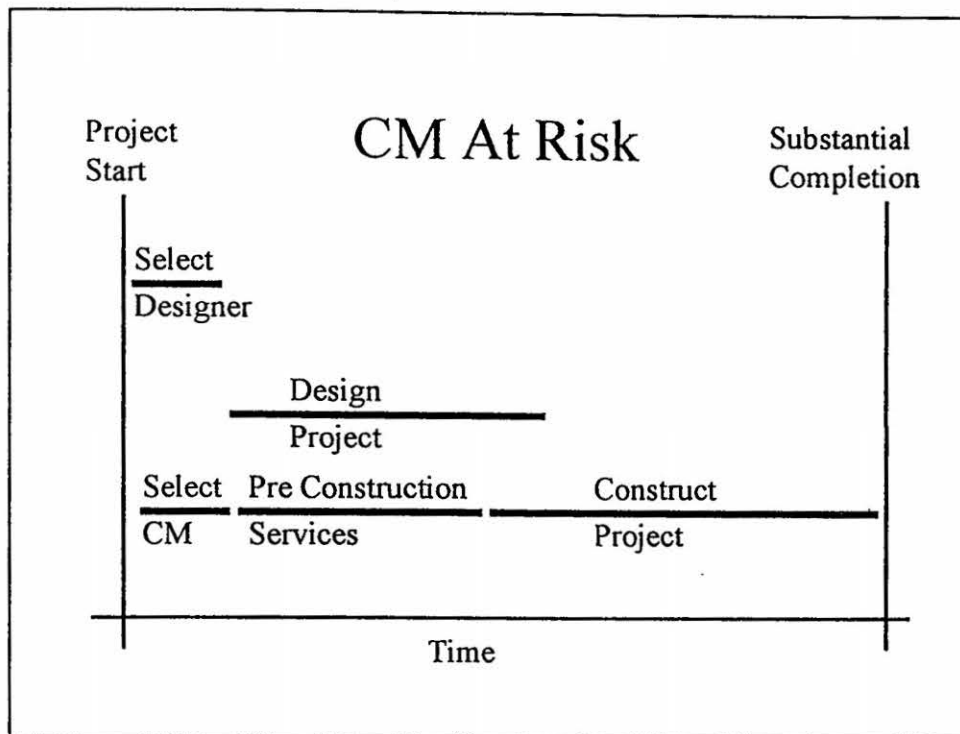 CM At Risk
Project
Start
Substantial
Completion
Select
Designer
Design
Project
Select
CM
Pre Construction
Services
Construct
Project
Time